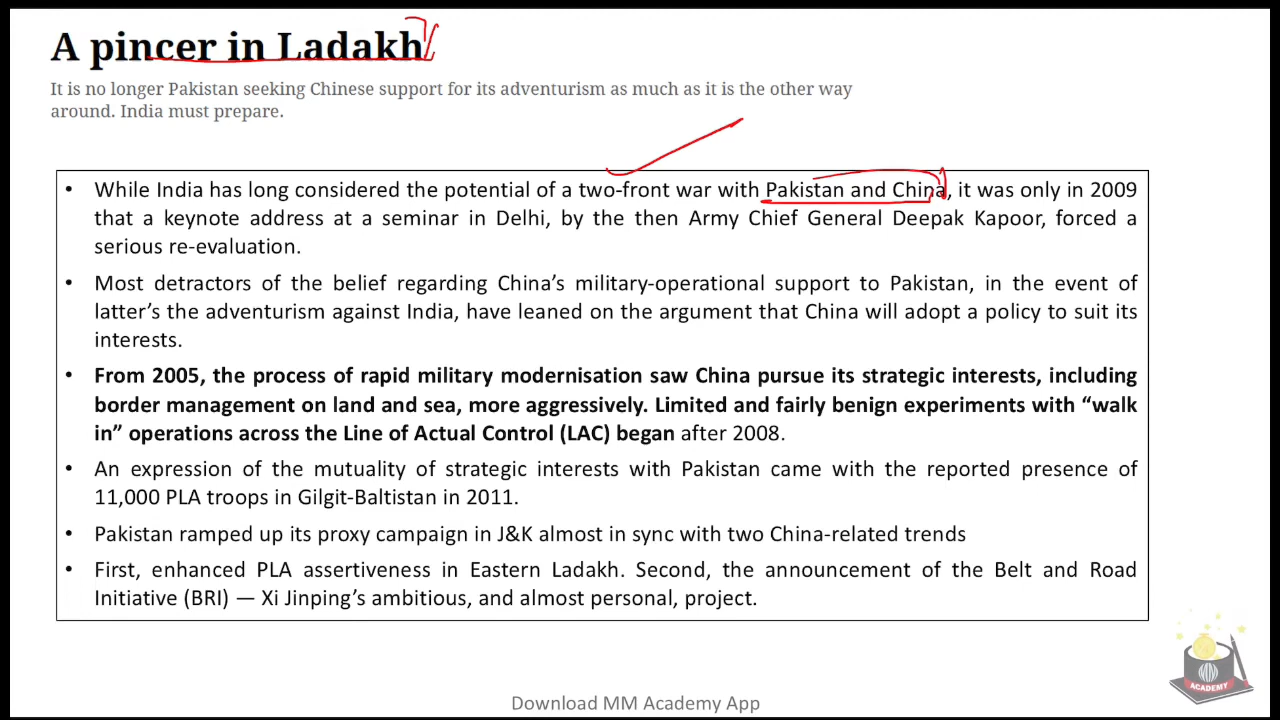 A pincer in Ladakh
It is no longer Pakistan seeking Chinese support for its adventurism as much as it is the other way
around. India must prepare.
• While India has long considered the potential of a two-front war with Pakistan and China, it was only in 2009
that a keynote address at a seminar in Delhi, by the then Army Chief General Deepak Kapoor, forced a
serious re-evaluation.
• Most detractors of the belief regarding China’s military-operational support to Pakistan, in the event of
latter’s the adventurism against India, have leaned on the argument that China will adopt a policy to suit its
interests.
• From 2005, the process of rapid military modernisation saw China pursue its strategic interests, including
border management on land and sea, more aggressively. Limited and fairly benign experiments with “walk
in” operations across the Line of Actual Control (LAC) began after 2008.
• An expression of the mutuality of strategic interests with Pakistan came with the reported presence of
11,000 PLA troops in Gilgit-Baltistan in 2011.
• Pakistan ramped up its proxy campaign in J&K almost in sync with two China-related trends
• First, enhanced PLA assertiveness in Eastern Ladakh. Second, the announcement of the Belt and Road
Initiative (BRI) — Xi Jinping’s ambitious, and almost personal, project.
ACADEMY
Download MM Academy App